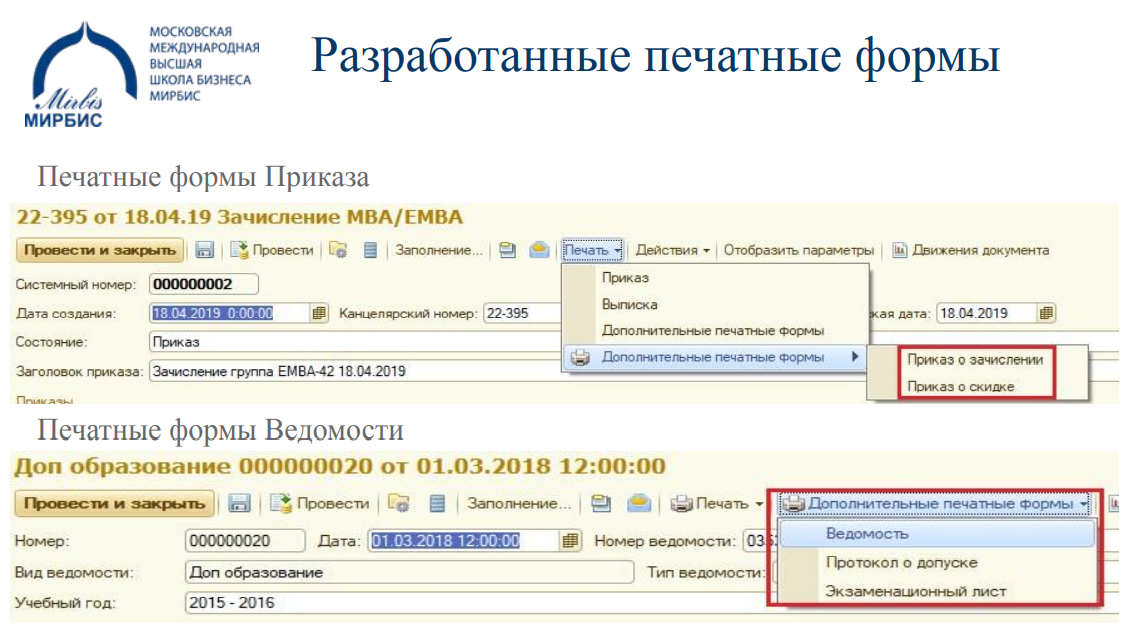 МОСКОВСКАЯ
МЕЖДУНАРОДНАЯ
ВЫСШАЯ
ШКОЛА БИЗНЕСА
МИРБИС
Mirbis
МИРБИС
Разработанные печатные формы
Печатные формы Приказа
22-395 от 18.04.19 Зачисление MBA/EMBA
Провести и закрыть Провести Заполнение... Печать Действия Отобразить параметры Движения документа
Системный номер: 000000002 Приказ
Выписка
Дата создания: 18.04.2019 0:00:00 Канцелярский номер: 22-395 дата: 18.04.2019
Дополнительные печатные формы
Состояние: Приказ
Дополнительные печатные формы Приказ о зачислении
Заголовок приказа: Зачисление группа EMBA-42 18.04.2019
Приказ о скидке
Приказы
Печатные формы Ведомости
Доп образование 000000020 от 01.03.2018 12:00:00
Провести и закрыть Провести Заполнение... Печать Дополнительные печатные формы
Номер: 000000020 Дата: 01.03.2018 12:00:00 Номер ведомости: Ведомость
Вид ведомости: Доп образование Тип ведомости: Протокол о допуске
Учебный год: 2015 - 2016 Экзаменационный лист